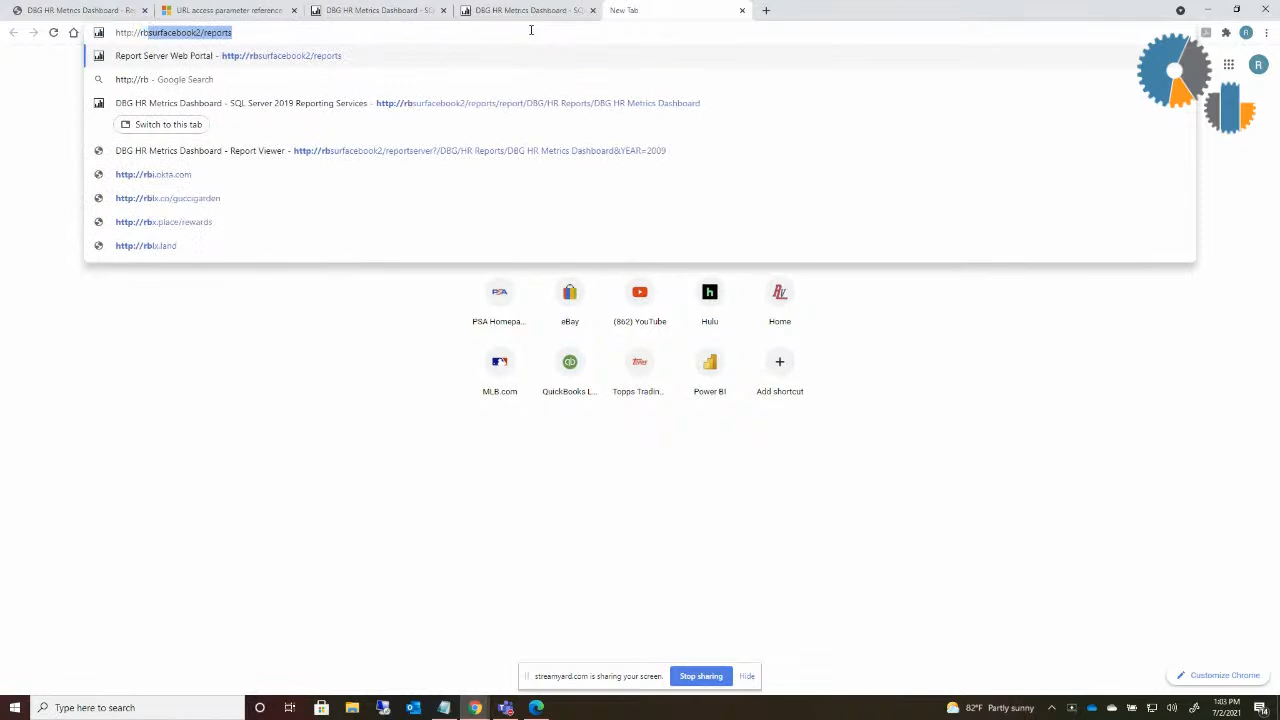 DBG HR Metrics Dashboard - Re
URL access parameter reference
DBG HR Metrics Dashboard - SQ
DBG HR Metrics Dashboard - SQ
New Tab
http://rbsurfacebook2/reports
Report Server Web Portal - http://rbsurfacebook2/reports
http://rb - Google Search
DBG HR Metrics Dashboard - SQL Server 2019 Reporting Services - http://rbsurfacebook2/reports/report/DBG/HR Reports/DBG HR Metrics Dashboard
Switch to this tab
DBG HR Metrics Dashboard - Report Viewer - http://rbsurfacebook2/reportserver?/DBG/HR Reports/DBG HR Metrics Dashboard&YEAR=2009
http://rbi.okta.com
http://rblx.co/guccigarden
http://rbx.place/rewards
http://rblx.land
R
R
PSA Homepa...
eBay
(862) YouTube
Hulu
Home
MLB.com
QuickBooks L...
Topps Tradin...
Power BI
Add shortcut
streamyard.com is sharing your screen.
Stop sharing
Hide
Customize Chrome
Type here to search
82°F Partly sunny
1:03 PM
7/2/2021